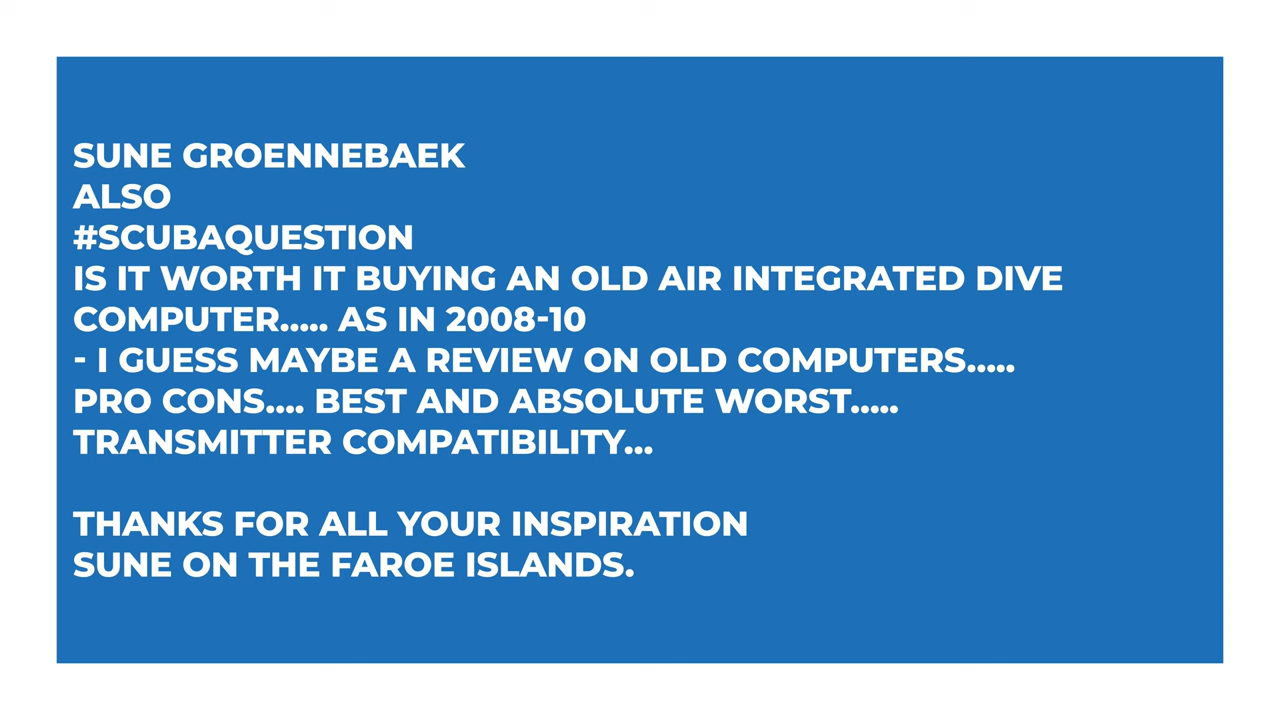 SUNE GROENNEBAEK
ALSO
#SCUBAQUESTION
IS IT WORTH IT BUYING AN OLD AIR INTEGRATED DIVE
COMPUTER..... AS IN 2008-10
- I GUESS MAYBE A REVIEW ON OLD COMPUTERS.....
PRO CONS.... BEST AND ABSOLUTE WORST.....
TRANSMITTER COMPATIBILITY...
THANKS FOR ALL YOUR INSPIRATION
SUNE ON THE FAROE ISLANDS.